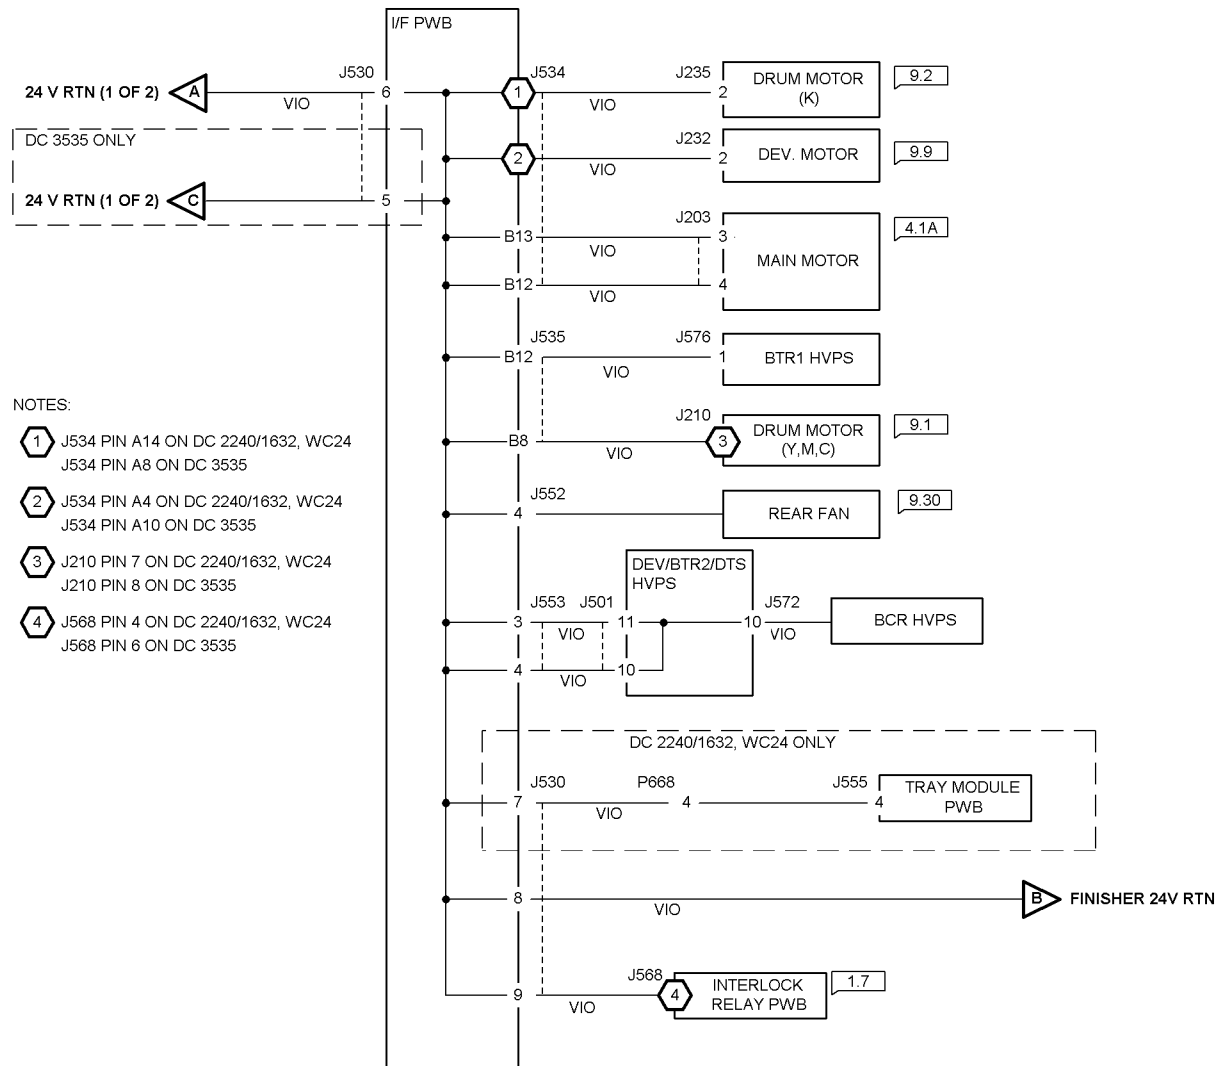 I/F PWB
J530
J534
J235
DRUM MOTOR
(K)
9.2
24 V RTN (1 OF 2)
A
VIO
6
1
VIO
2
DC 3535 ONLY
J232
DEV. MOTOR
9.9
2
VIO
2
24 V RTN (1 OF 2)
C
5
J203
4.1A
B13
VIO
3
MAIN MOTOR
B12
VIO
4
J535
J576
B12
VIO
1
BTR1 HVPS
NOTES:
J210
DRUM MOTOR
(Y,M,C)
9.1
1
J534 PIN A14 ON DC 2240/1632, WC24
J534 PIN A8 ON DC 3535
B8
VIO
3
2
J534 PIN A4 ON DC 2240/1632, WC24
J534 PIN A10 ON DC 3535
J552
4
REAR FAN
9.30
3
J210 PIN 7 ON DC 2240/1632, WC24
J210 PIN 8 ON DC 3535
DEV/BTR2/DTS
HVPS
4
J568 PIN 4 ON DC 2240/1632, WC24
J568 PIN 6 ON DC 3535
J553
J501
J572
3
VIO
11
10
VIO
BCR HVPS
4
VIO
10
DC 2240/1632, WC24 ONLY
J530
P668
J555
7
VIO
4
4
TRAY MODULE
PWB
8
VIO
B
FINISHER 24V RTN
J568
9
VIO
4
INTERLOCK
RELAY PWB
1.7